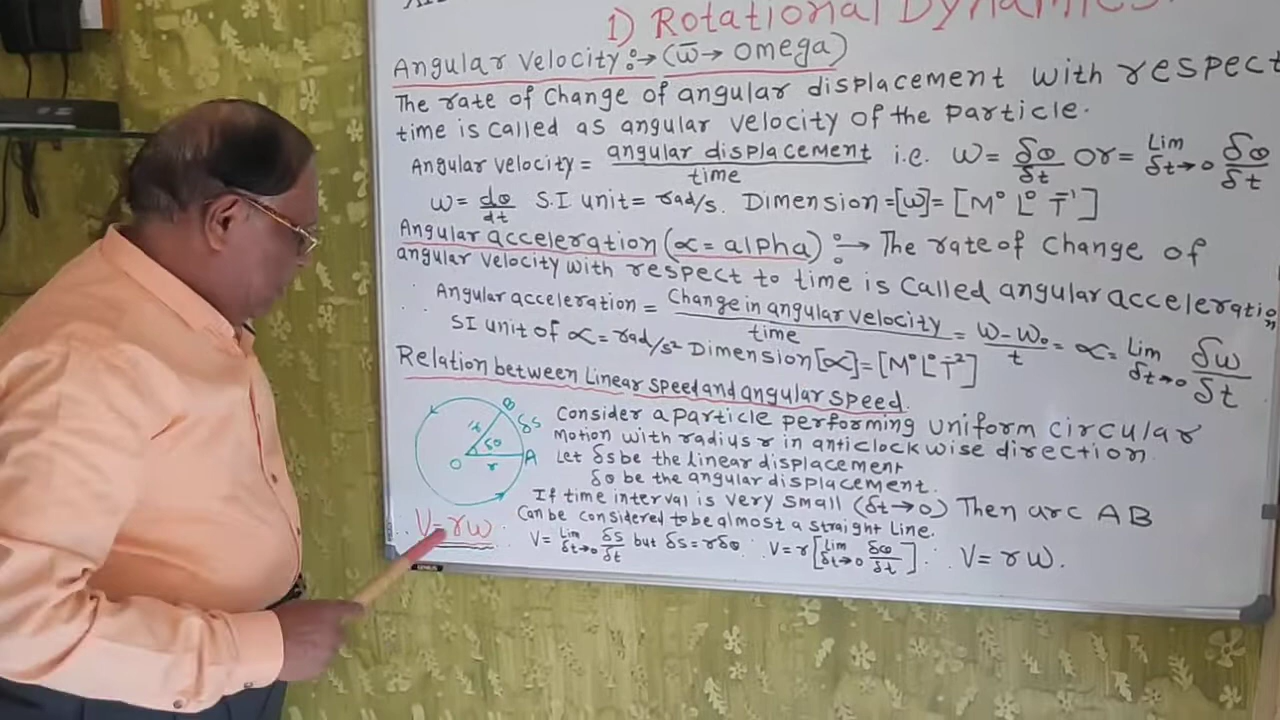 1) Rotational Dynamics
Angular velocity :→ (ω̄ → omega)
The rate of change of angular displacement with respect
time is called as angular velocity of the particle.
Angular velocity = angular displacement / time i.e. ω = δθ/δt or = Lim δt→0 δθ/δt
ω = dθ/dt S.I unit = rad/s. Dimension = [ω] = [M⁰ L⁰ T⁻¹]
Angular acceleration (α = alpha) :→ The rate of change of
angular velocity with respect to time is called angular acceleration
∴ Angular acceleration = Change in angular velocity / time = ω - ω₀ / t = α = Lim δt→0 δω/δt
SI unit of α = rad/s² Dimension [α] = [M⁰ L⁰ T⁻²]
Relation between Linear speed and angular speed.
B
δs
r
δθ
O r A
Consider a particle performing uniform circular
motion with radius r in anticlockwise direction.
Let δs be the linear displacement
δθ be the angular displacement.
If time interval is very small (δt→0) Then arc AB
Can be considered to be almost a straight line.
∴ V = rω
V = Lim δt→0 δs/δt but δs = rδθ ∴ V = r [Lim δt→0 δθ/δt] ∴ V = rω.